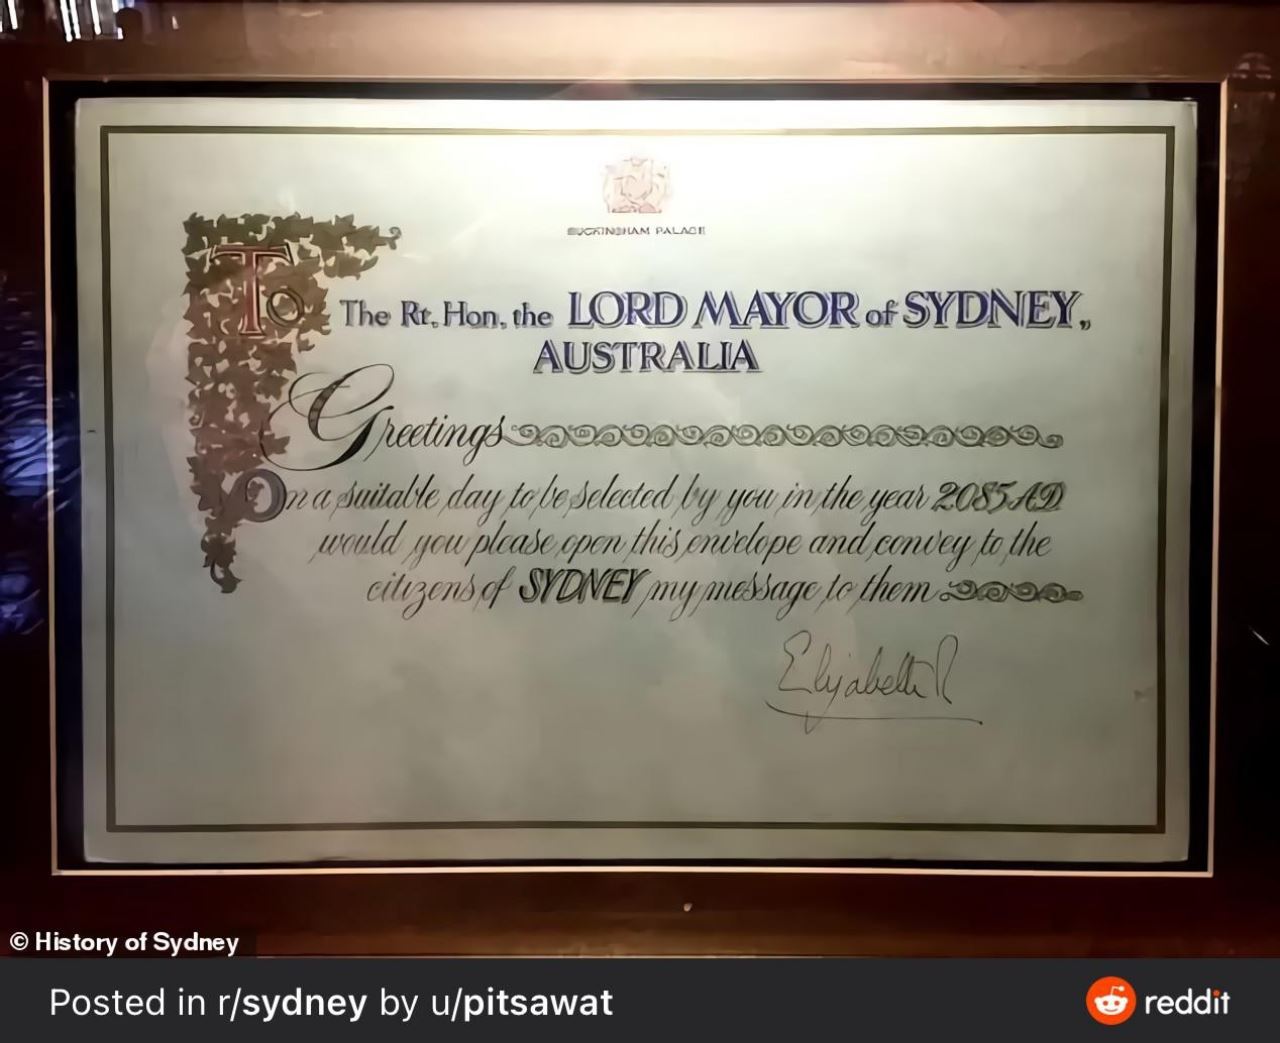 BUCKINGHAM PALACE
To The Rt. Hon. the LORD MAYOR of SYDNEY,
AUSTRALIA
Greetings
On a suitable day to be selected by you in the year 2085 AD
would you please open this envelope and convey to the
citizens of SYDNEY my message to them
Elizabeth R
© History of Sydney
Posted in r/sydney by u/pitsawat
reddit